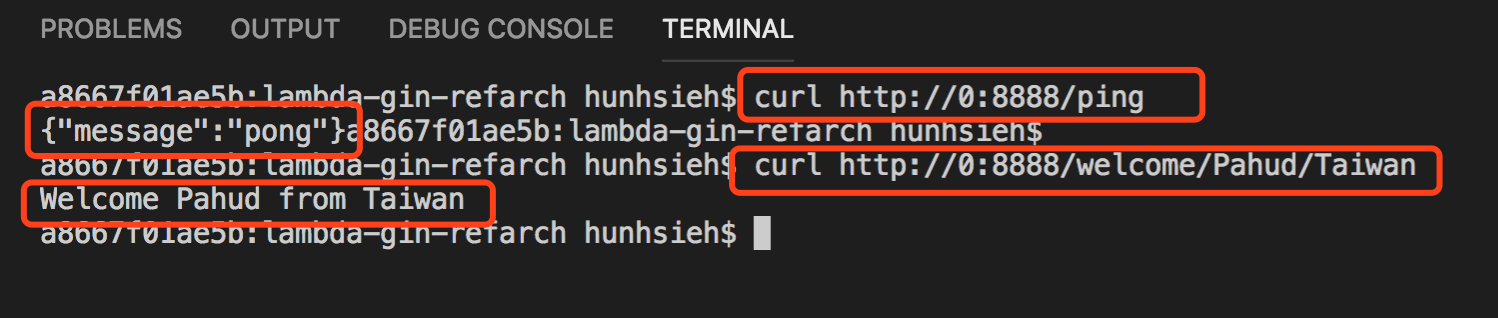 PROBLEMS OUTPUT DEBUG CONSOLE TERMINAL
a8667f01ae5b:lambda-gin-refarch hunhsieh$ curl http://0:8888/ping
{"message":"pong"}a8667f01ae5b:lambda-gin-refarch hunhsieh$
a8667f01ae5b:lambda-gin-refarch hunhsieh$ curl http://0:8888/welcome/Pahud/Taiwan
Welcome Pahud from Taiwan
a8667f01ae5b:lambda-gin-refarch hunhsieh$